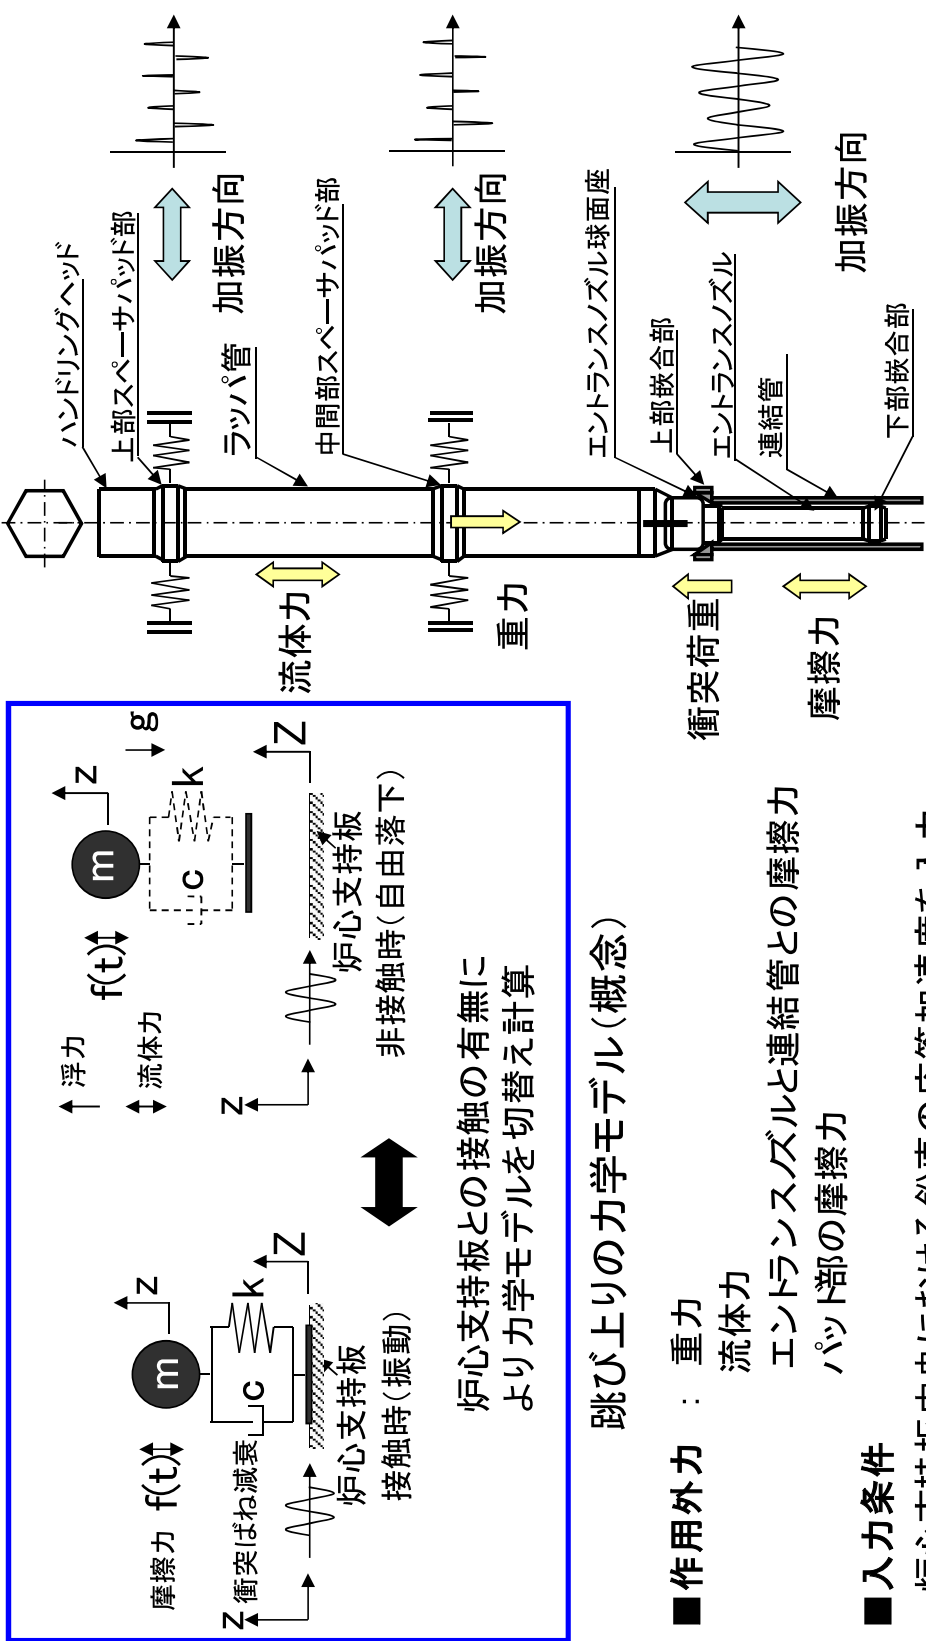 摩擦力
f(t)
m
z
衝突ばね減衰
c
k
z
Z
炉心支持板
接触時(振動)
浮力
流体力
f(t)
m
z
g
c
k
z
Z
炉心支持板
非接触時(自由落下)
炉心支持板との接触の有無に
より力学モデルを切替え計算
跳び上りの力学モデル(概念)
■作用外力 : 重力
流体力
エントランスノズルと連結管との摩擦力
パッド部の摩擦力
■入力条件
ハンドリングヘッド
上部スペーサパッド部
加振方向
ラッパ管
中間部スペーサパッド部
加振方向
エントランスノズル球面座
上部嵌合部
エントランスノズル
連結管
加振方向
下部嵌合部
流体力
重力
衝突荷重
摩擦力